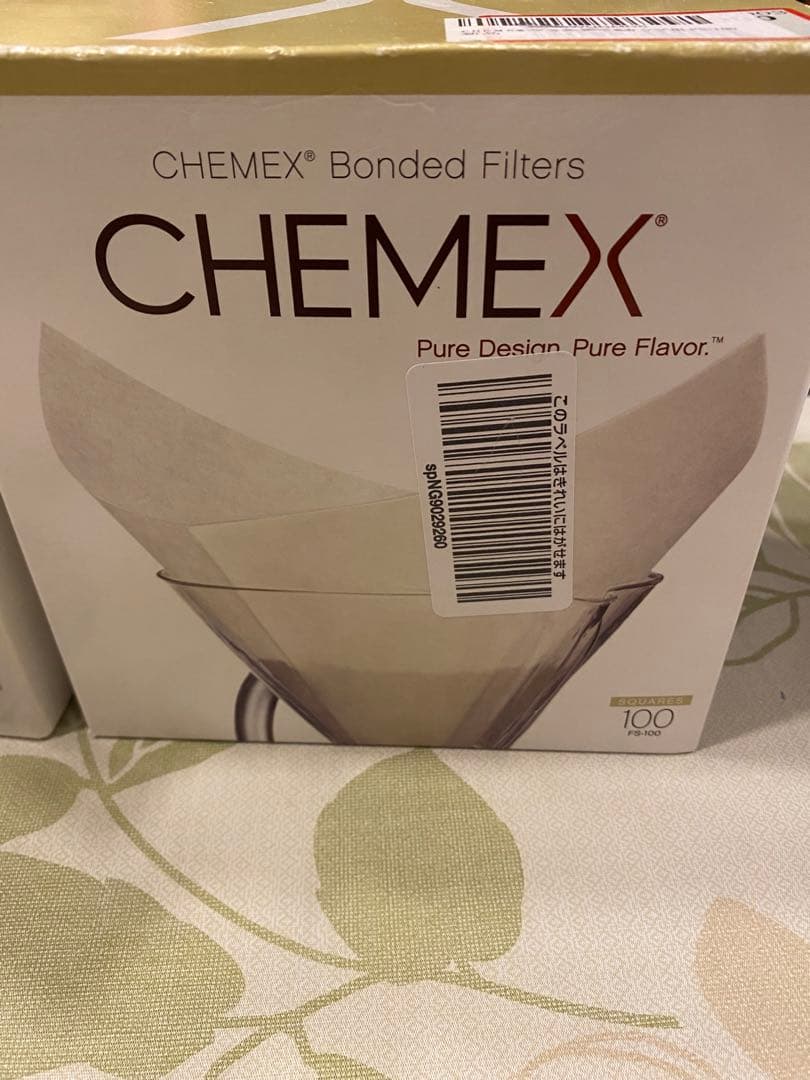 CHEMEX® Bonded Filters
CHEMEX®
Pure Design. Pure Flavor.™
このラベルはきれいにはがせます
spNG9029260
SQUARES
100
FS-100